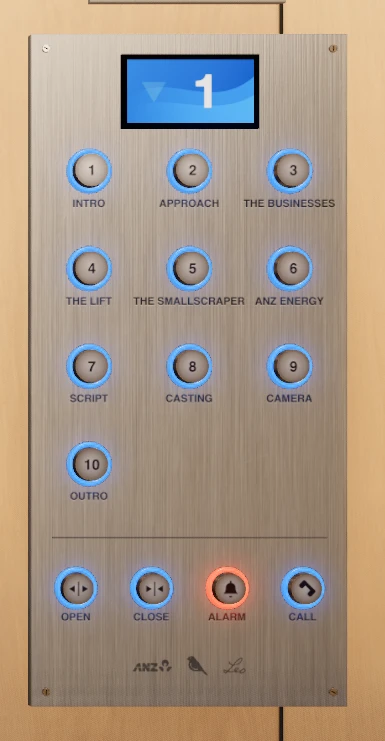 1
1 2 3
INTRO APPROACH THE BUSINESSES
4 5 6
THE LIFT THE SMALLSCRAPER ANZ ENERGY
7 8 9
SCRIPT CASTING CAMERA
10
OUTRO
OPEN CLOSE ALARM CALL
ANZ Leo